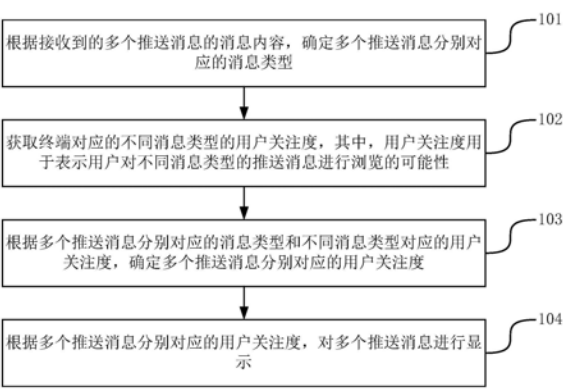 101
根据接收到的多个推送消息的消息内容，确定多个推送消息分别对
应的消息类型
102
获取终端对应的不同消息类型的用户关注度，其中，用户关注度用
于表示用户对不同消息类型的推送消息进行浏览的可能性
103
根据多个推送消息分别对应的消息类型和不同消息类型对应的用户
关注度，确定多个推送消息分别对应的用户关注度
104
根据多个推送消息分别对应的用户关注度，对多个推送消息进行显
示